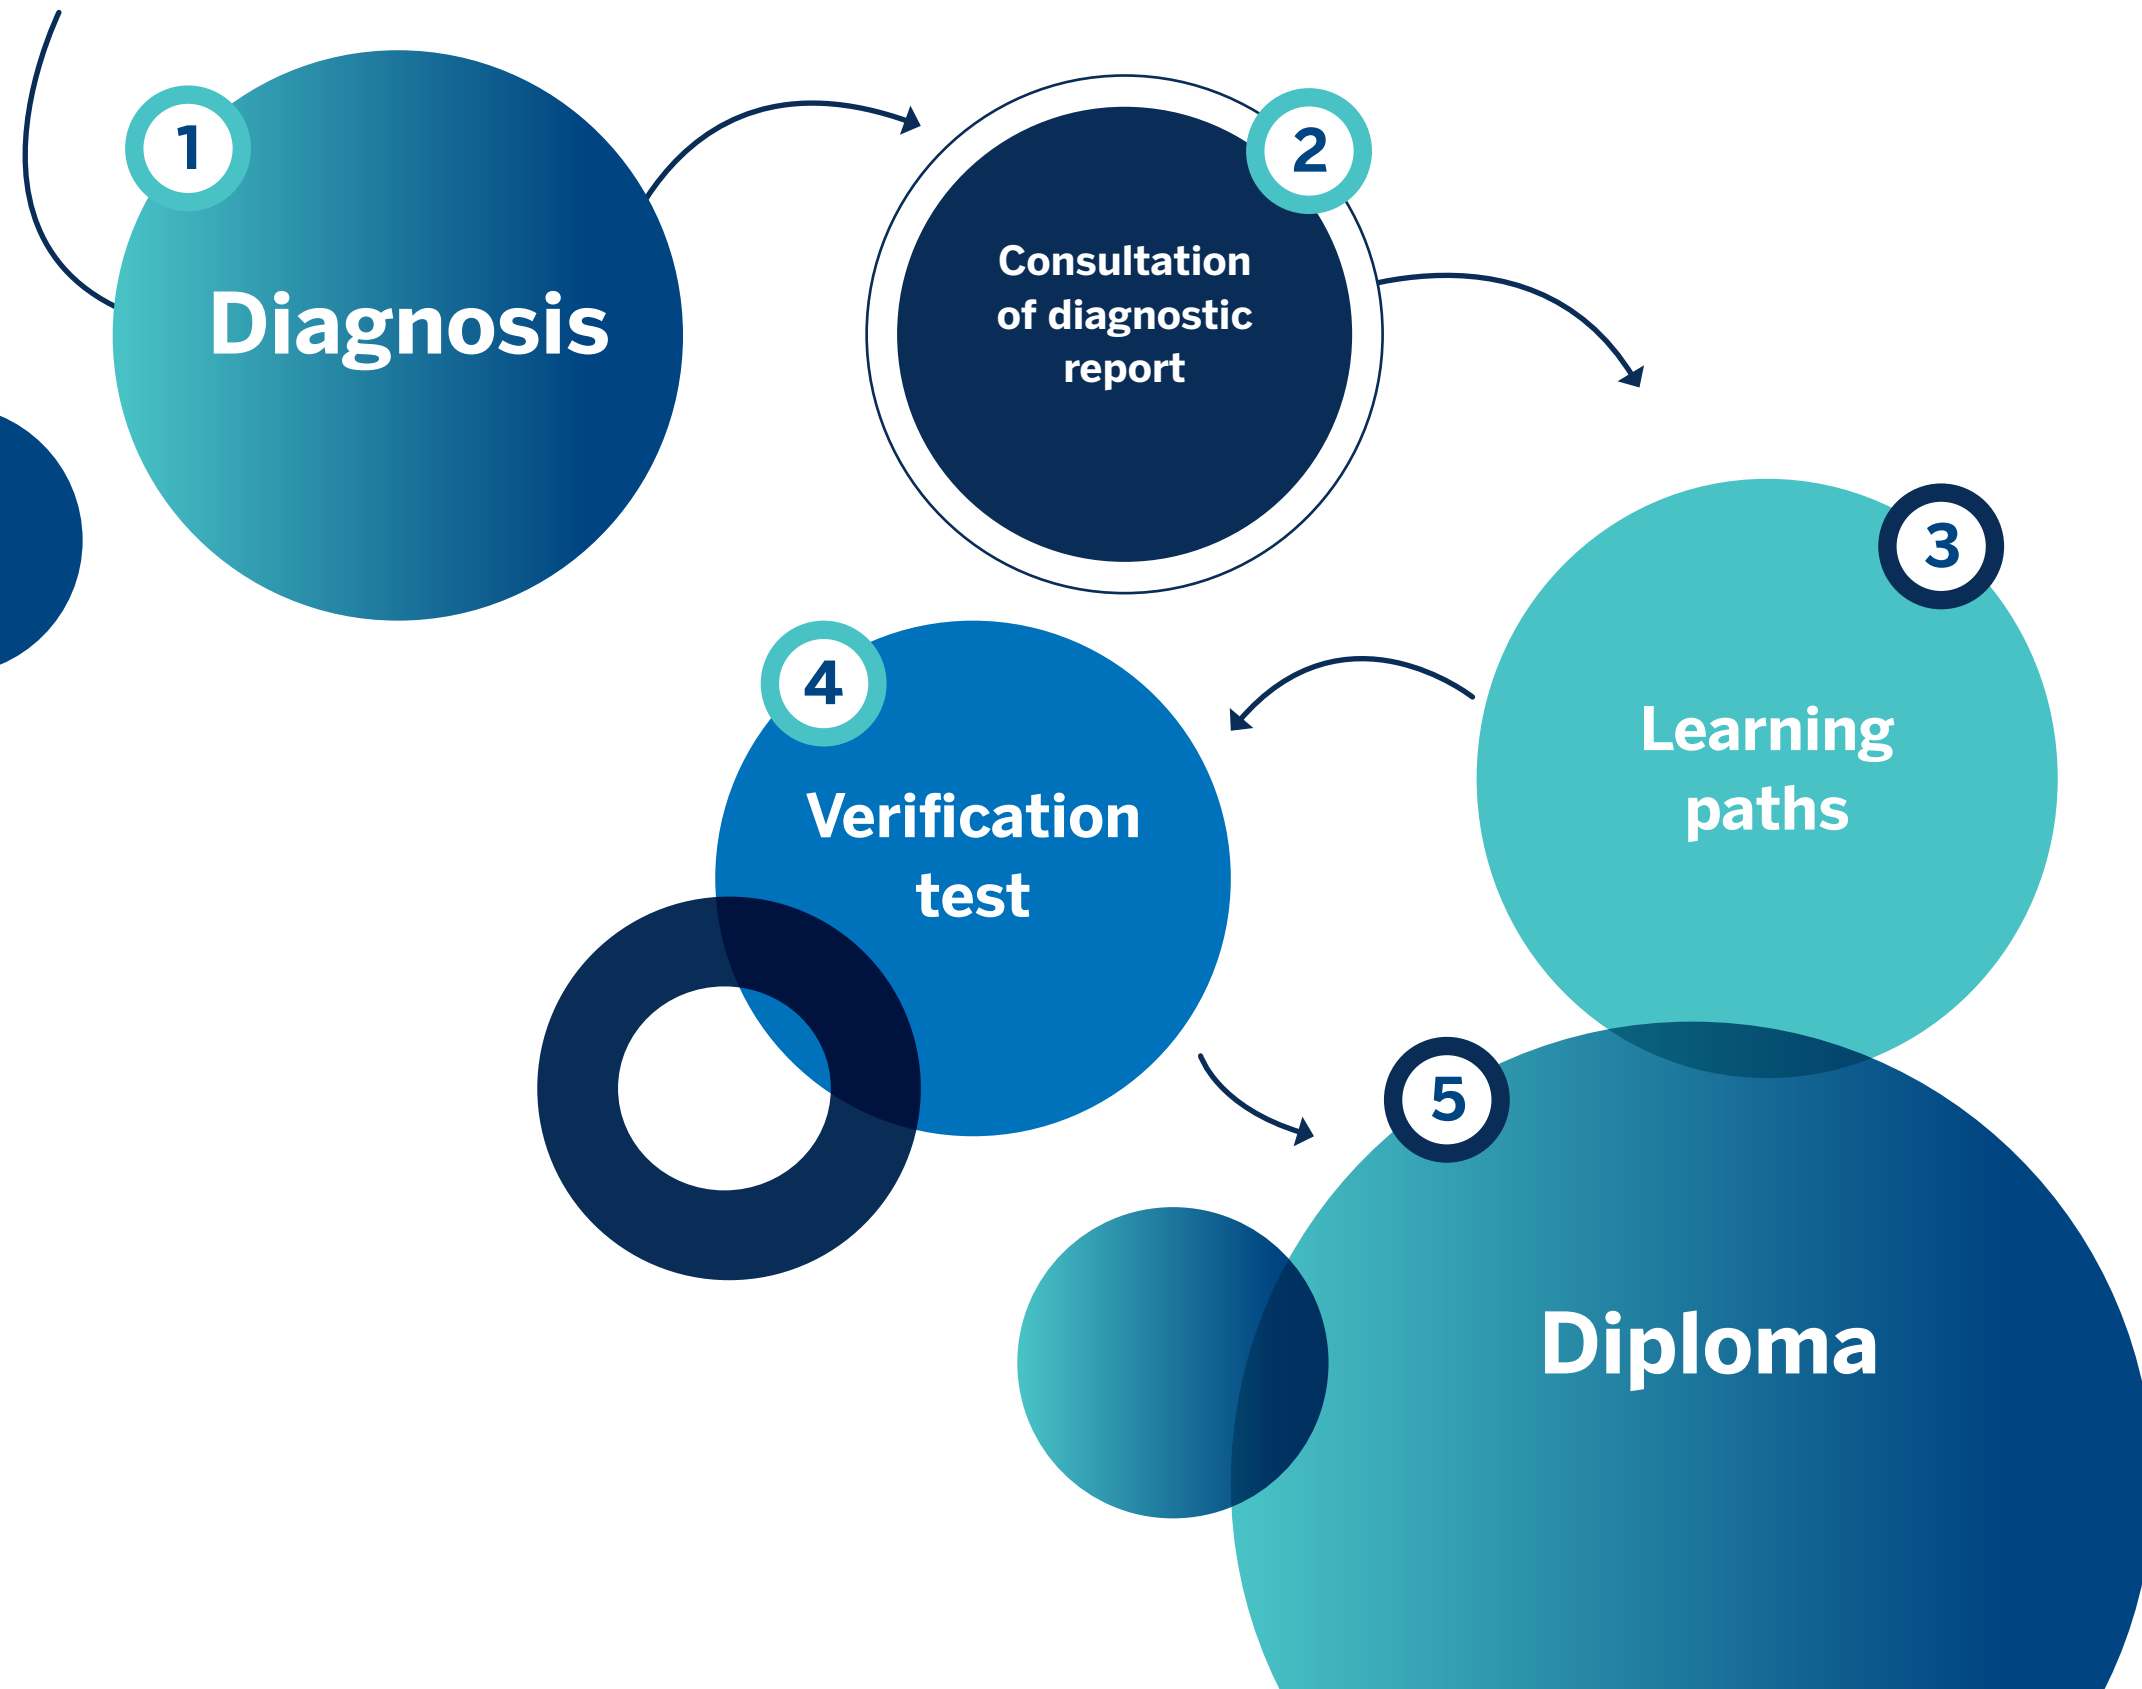 1
Diagnosis
2
Consultation
of diagnostic
report
3
Learning
paths
4
Verification
test
5
Diploma